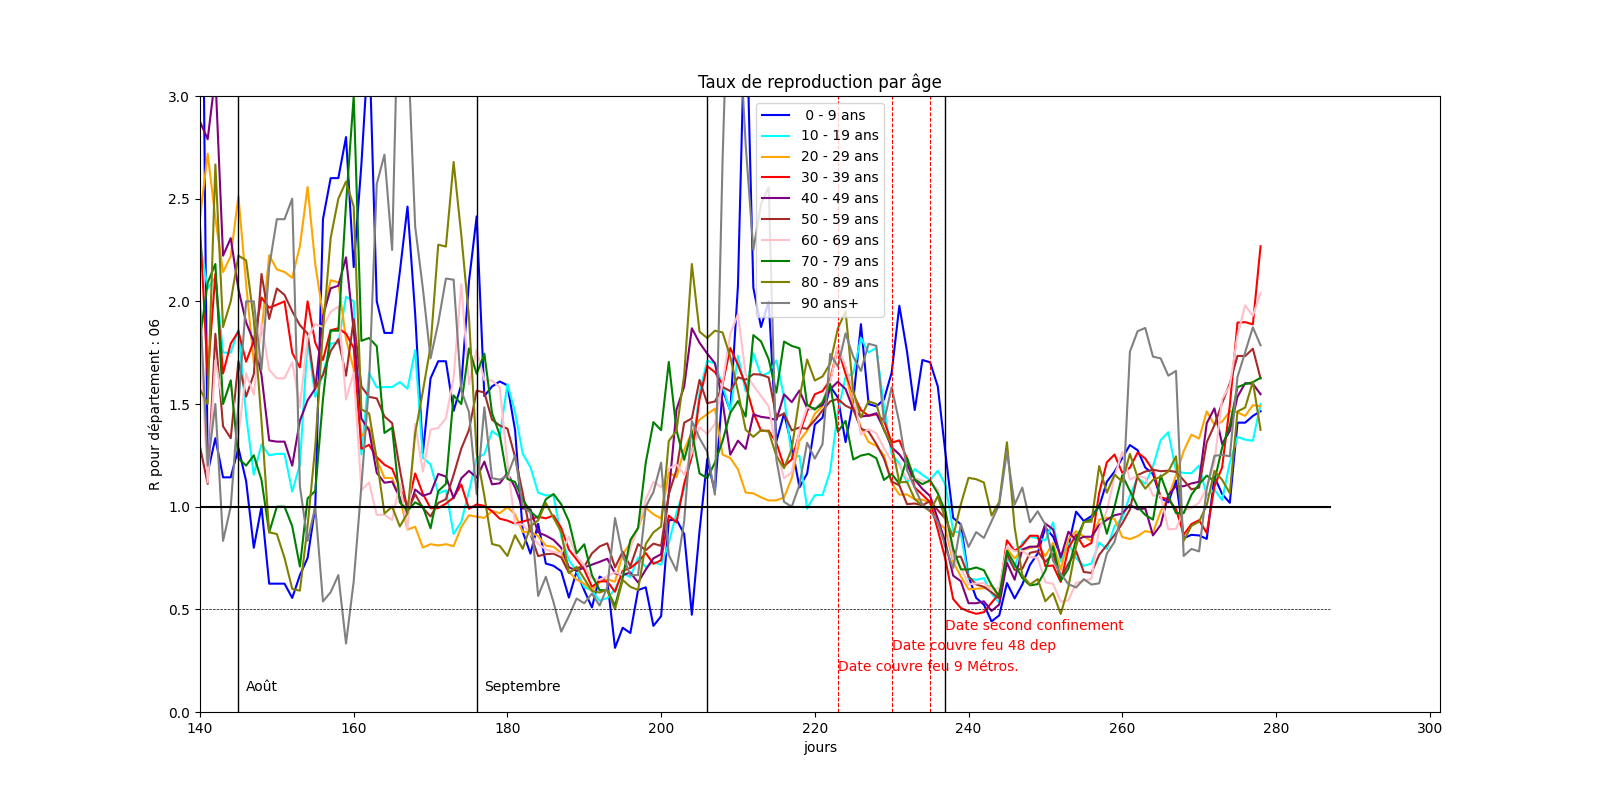 Taux de reproduction par âge
R pour département : 06
3.0
2.5
2.0
1.5
1.0
0.5
0.0
0 - 9 ans
10 - 19 ans
20 - 29 ans
30 - 39 ans
40 - 49 ans
50 - 59 ans
60 - 69 ans
70 - 79 ans
80 - 89 ans
90 ans+
Date second confinement
Date couvre feu 48 dep
Date couvre feu 9 Métros.
Août
Septembre
140 160 180 200 220 240 260 280 300
jours